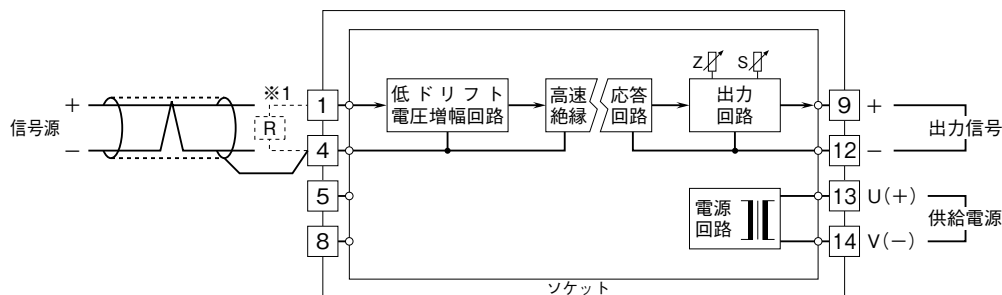 ※1
Z
S
+
信号源
−
R
1
4
5
8
低ドリフト
電圧増幅回路
高速
絶縁
応答
回路
出力
回路
電源
回路
9
+
12
−
出力信号
13
U(+)
14
V(−)
供給電源
ソケット